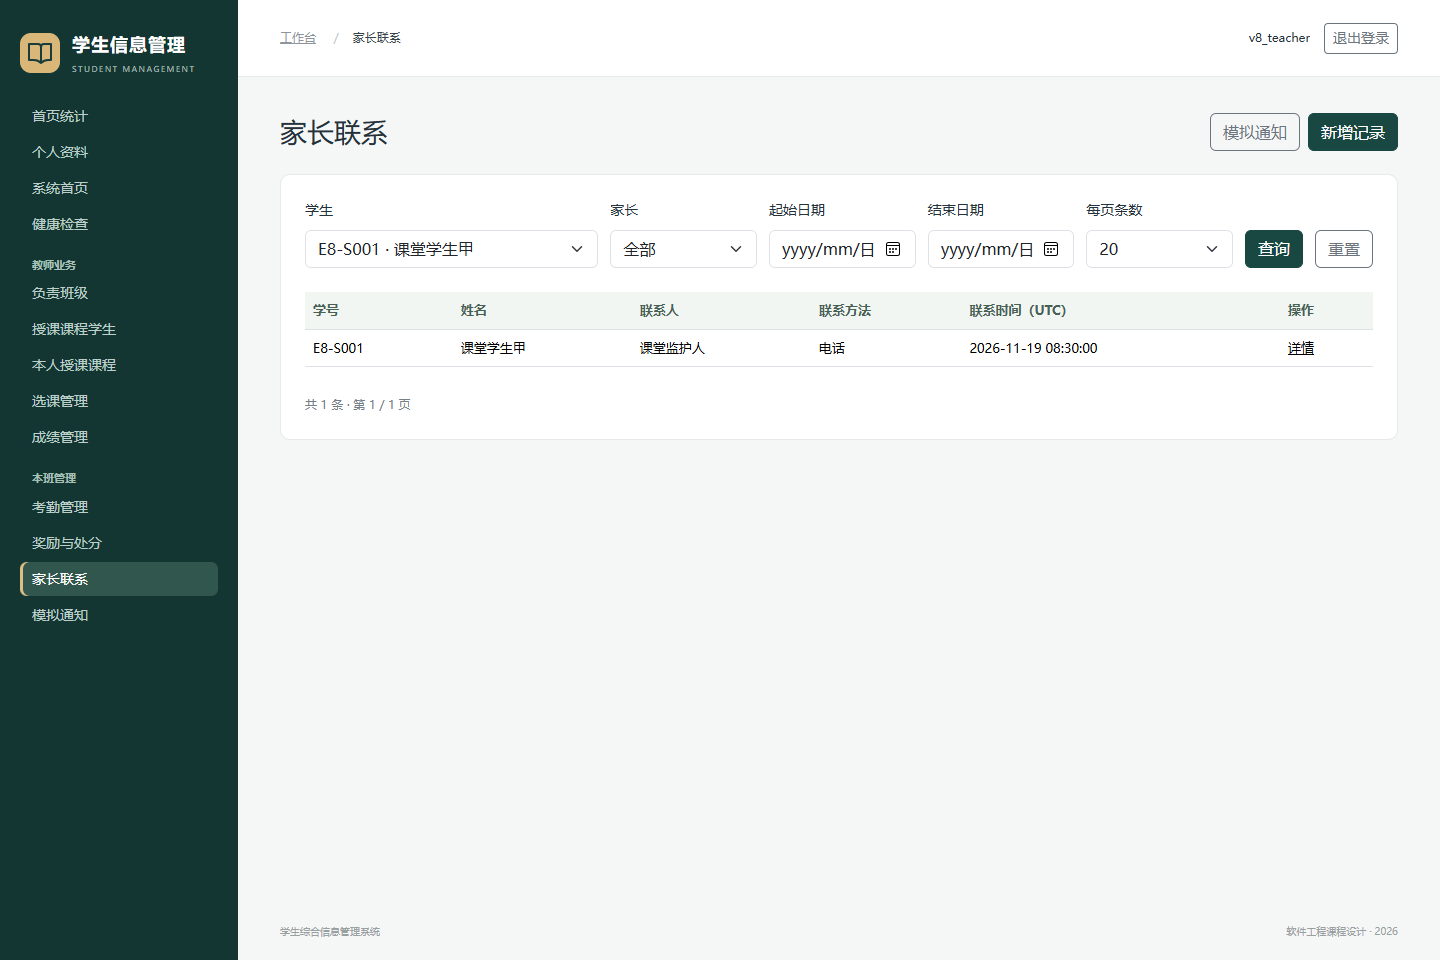 学生信息管理
STUDENT MANAGEMENT
首页统计
个人资料
系统首页
健康检查
教师业务
负责班级
授课课程学生
本人授课课程
选课管理
成绩管理
本班管理
考勤管理
奖励与处分
家长联系
模拟通知
工作台 / 家长联系
v8_teacher 退出登录
家长联系
模拟通知 新增记录
学生 家长 起始日期 结束日期 每页条数
E8-S001 · 课堂学生甲 全部 yyyy/mm/日 yyyy/mm/日 20 查询 重置
学号 姓名 联系人 联系方法 联系时间（UTC） 操作
E8-S001 课堂学生甲 课堂监护人 电话 2026-11-19 08:30:00 详情
共 1 条 · 第 1 / 1 页
学生综合信息管理系统 软件工程课程设计 · 2026